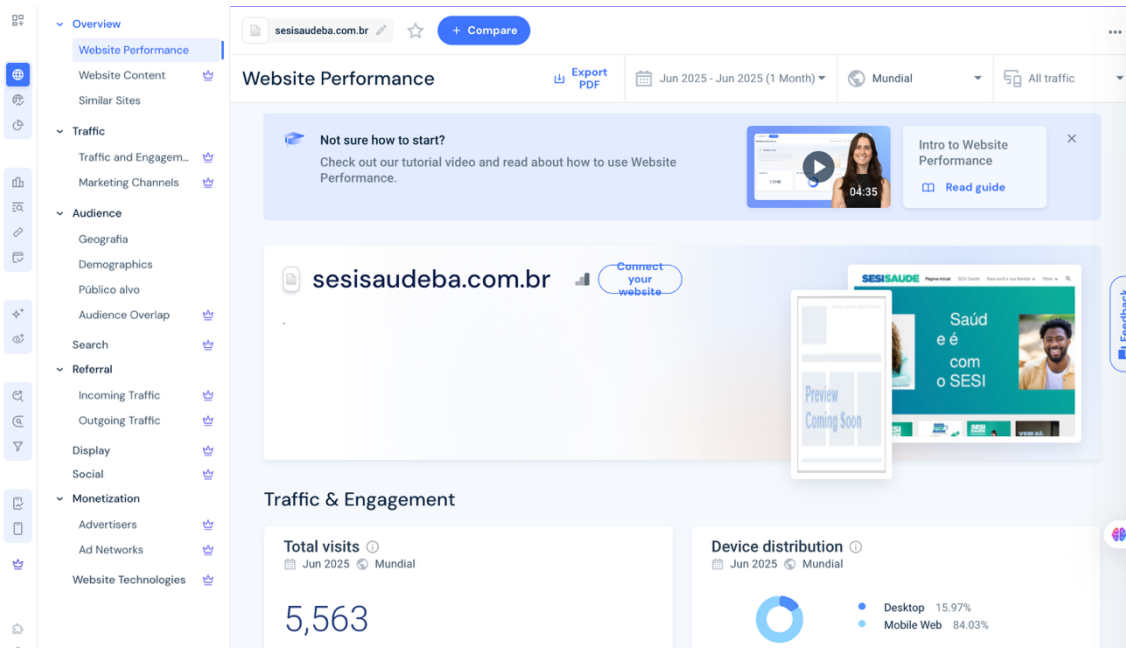 Overview
Website Performance
Website Content
Similar Sites
Traffic
Traffic and Engagem...
Marketing Channels
Audience
Geografia
Demographics
Público alvo
Audience Overlap
Search
Referral
Incoming Traffic
Outgoing Traffic
Display
Social
Monetization
Advertisers
Ad Networks
Website Technologies
sesisaudeba.com.br
+ Compare
Website Performance
Export
PDF
Jun 2025 - Jun 2025 (1 Month)
Mundial
All traffic
Not sure how to start?
Check out our tutorial video and read about how to use Website
Performance.
04:35
Intro to Website
Performance
Read guide
sesisaudeba.com.br
Connect
your
website
.
SESISAUDE
Página inicial
SESI Saúde
Saúd
e é
com
o SESI
Preview
Coming Soon
Feedback
Traffic & Engagement
Total visits
Jun 2025 Mundial
5,563
Device distribution
Jun 2025 Mundial
Desktop 15.97%
Mobile Web 84.03%